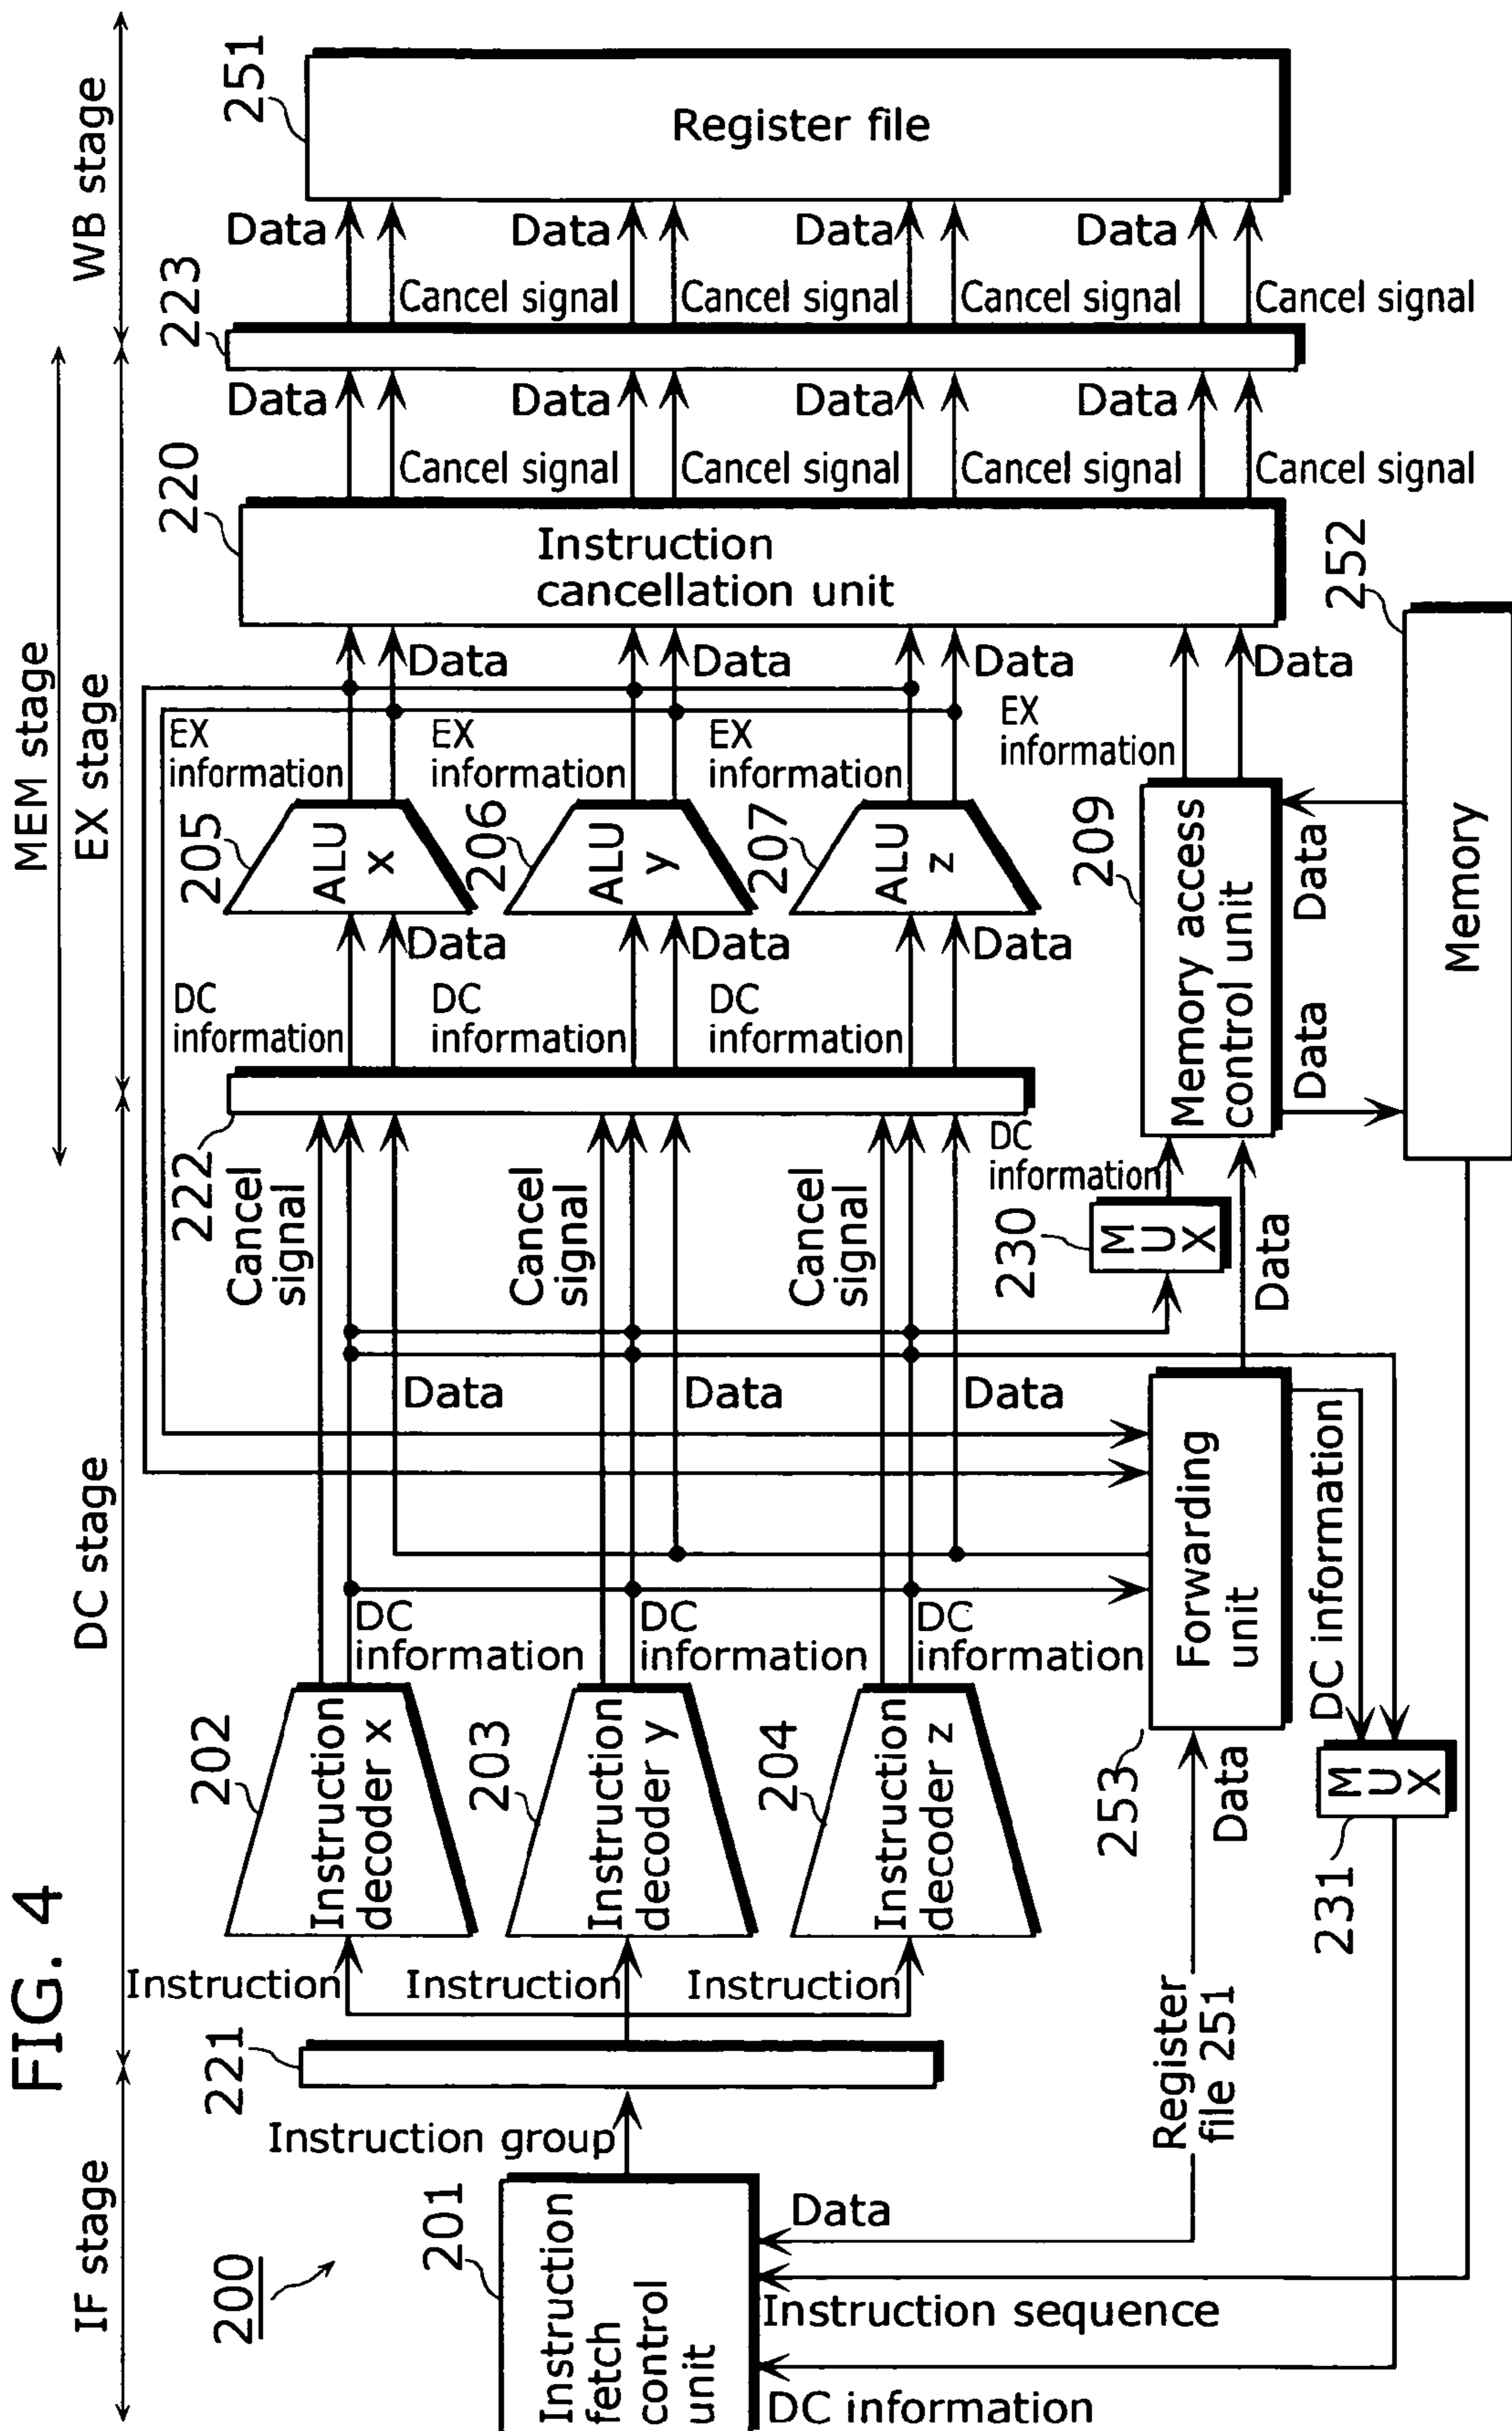 FIG. 4
IF stage
DC stage
MEM stage
EX stage
WB stage
200
201
Instruction
fetch
control
unit
Instruction group
221
Instruction
Instruction
Instruction
202
Instruction
decoder x
203
Instruction
decoder y
204
Instruction
decoder z
DC
information
DC
information
DC
information
Cancel
signal
Cancel
signal
Cancel
signal
Data
Data
Data
222
DC
information
DC
information
DC
information
Data
Data
Data
205
ALU
x
206
ALU
y
207
ALU
z
EX
information
EX
information
EX
information
EX
information
Data
Data
Data
Data
220
Instruction
cancellation unit
Data
Data
Data
Data
Cancel signal
Cancel signal
Cancel signal
Cancel signal
223
Data
Data
Data
Data
Cancel signal
Cancel signal
Cancel signal
Cancel signal
251
Register file
Data
Instruction sequence
DC information
Register
file 251
Data
253
Forwarding
unit
DC information
231
MUX
Data
230
MUX
DC
information
209
Memory access
control unit
Data
Data
252
Memory